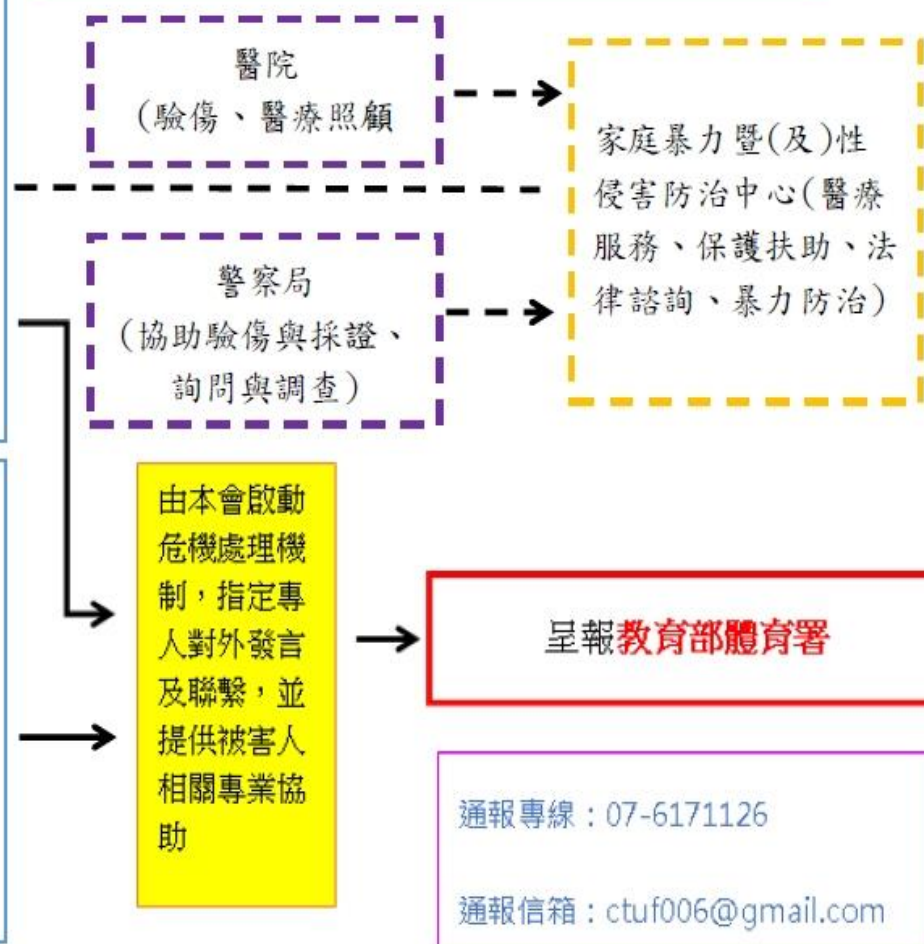 醫院
(驗傷、醫療照顧
家庭暴力暨(及)性
侵害防治中心(醫療
服務、保護扶助、法
律諮詢、暴力防治)
警察局
(協助驗傷與採證、
詢問與調查)
由本會啟動
危機處理機
制，指定專
人對外發言
及聯繫，並
提供被害人
相關專業協
助
呈報教育部體育署
通報專線：07-6171126
通報信箱：ctuf006@gmail.com